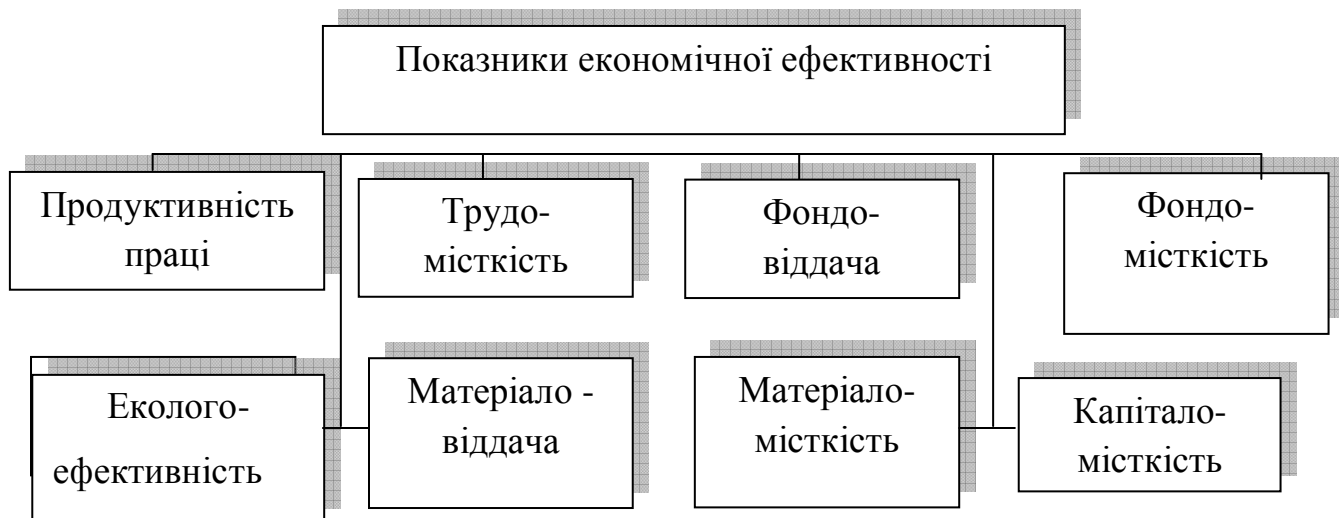 Показники економічної ефективності
Продуктивність
праці
Трудо-
місткість
Фондо-
віддача
Фондо-
місткість
Еколого-
ефективність
Матеріало -
віддача
Матеріало-
місткість
Капітало-
місткість